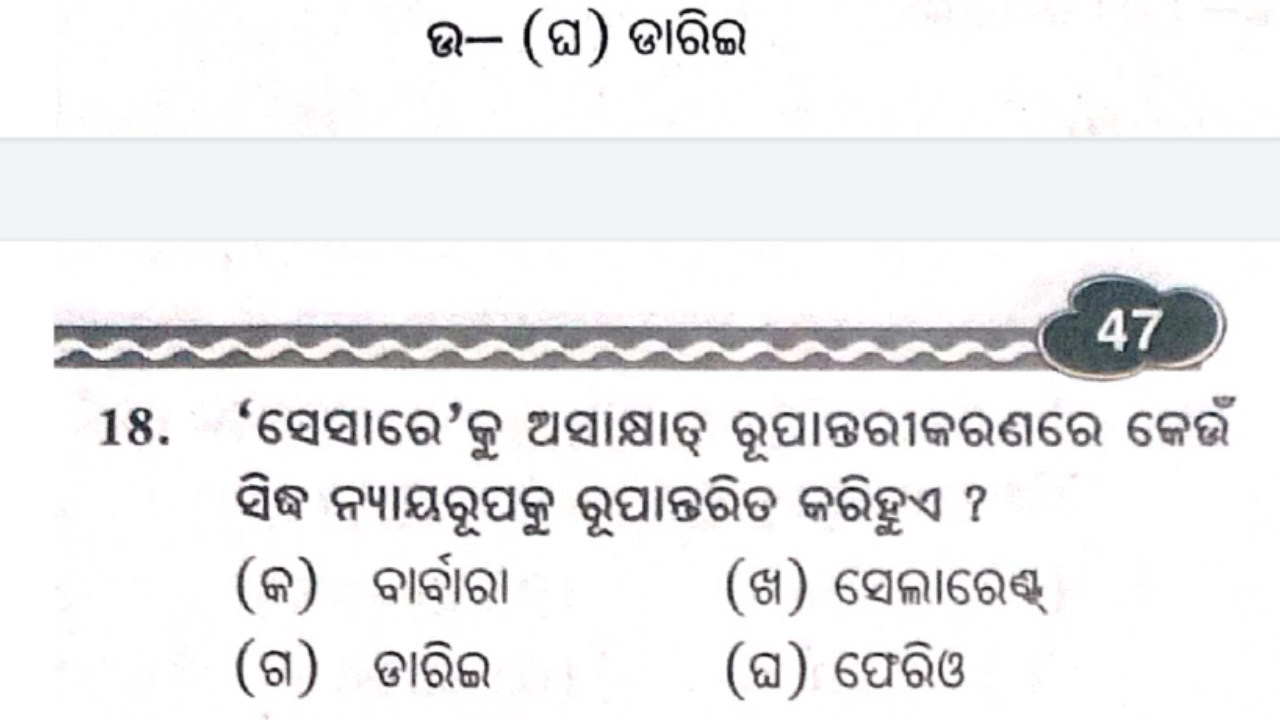 ଉ— (ଘ) ଡାରିଇ
47
18. ‘ସେସାରେ’କୁ ଅସାକ୍ଷାତ୍ ରୂପାନ୍ତରୀକରଣରେ କେଉଁ
ସିଦ୍ଧ ନ୍ୟାୟରୂପକୁ ରୂପାନ୍ତରିତ କରିହୁଏ ?
(କ) ବାର୍ବାରା (ଖ) ସେଲାରେଣ୍ଟ୍
(ଗ) ଡାରିଇ (ଘ) ଫେରିଓ